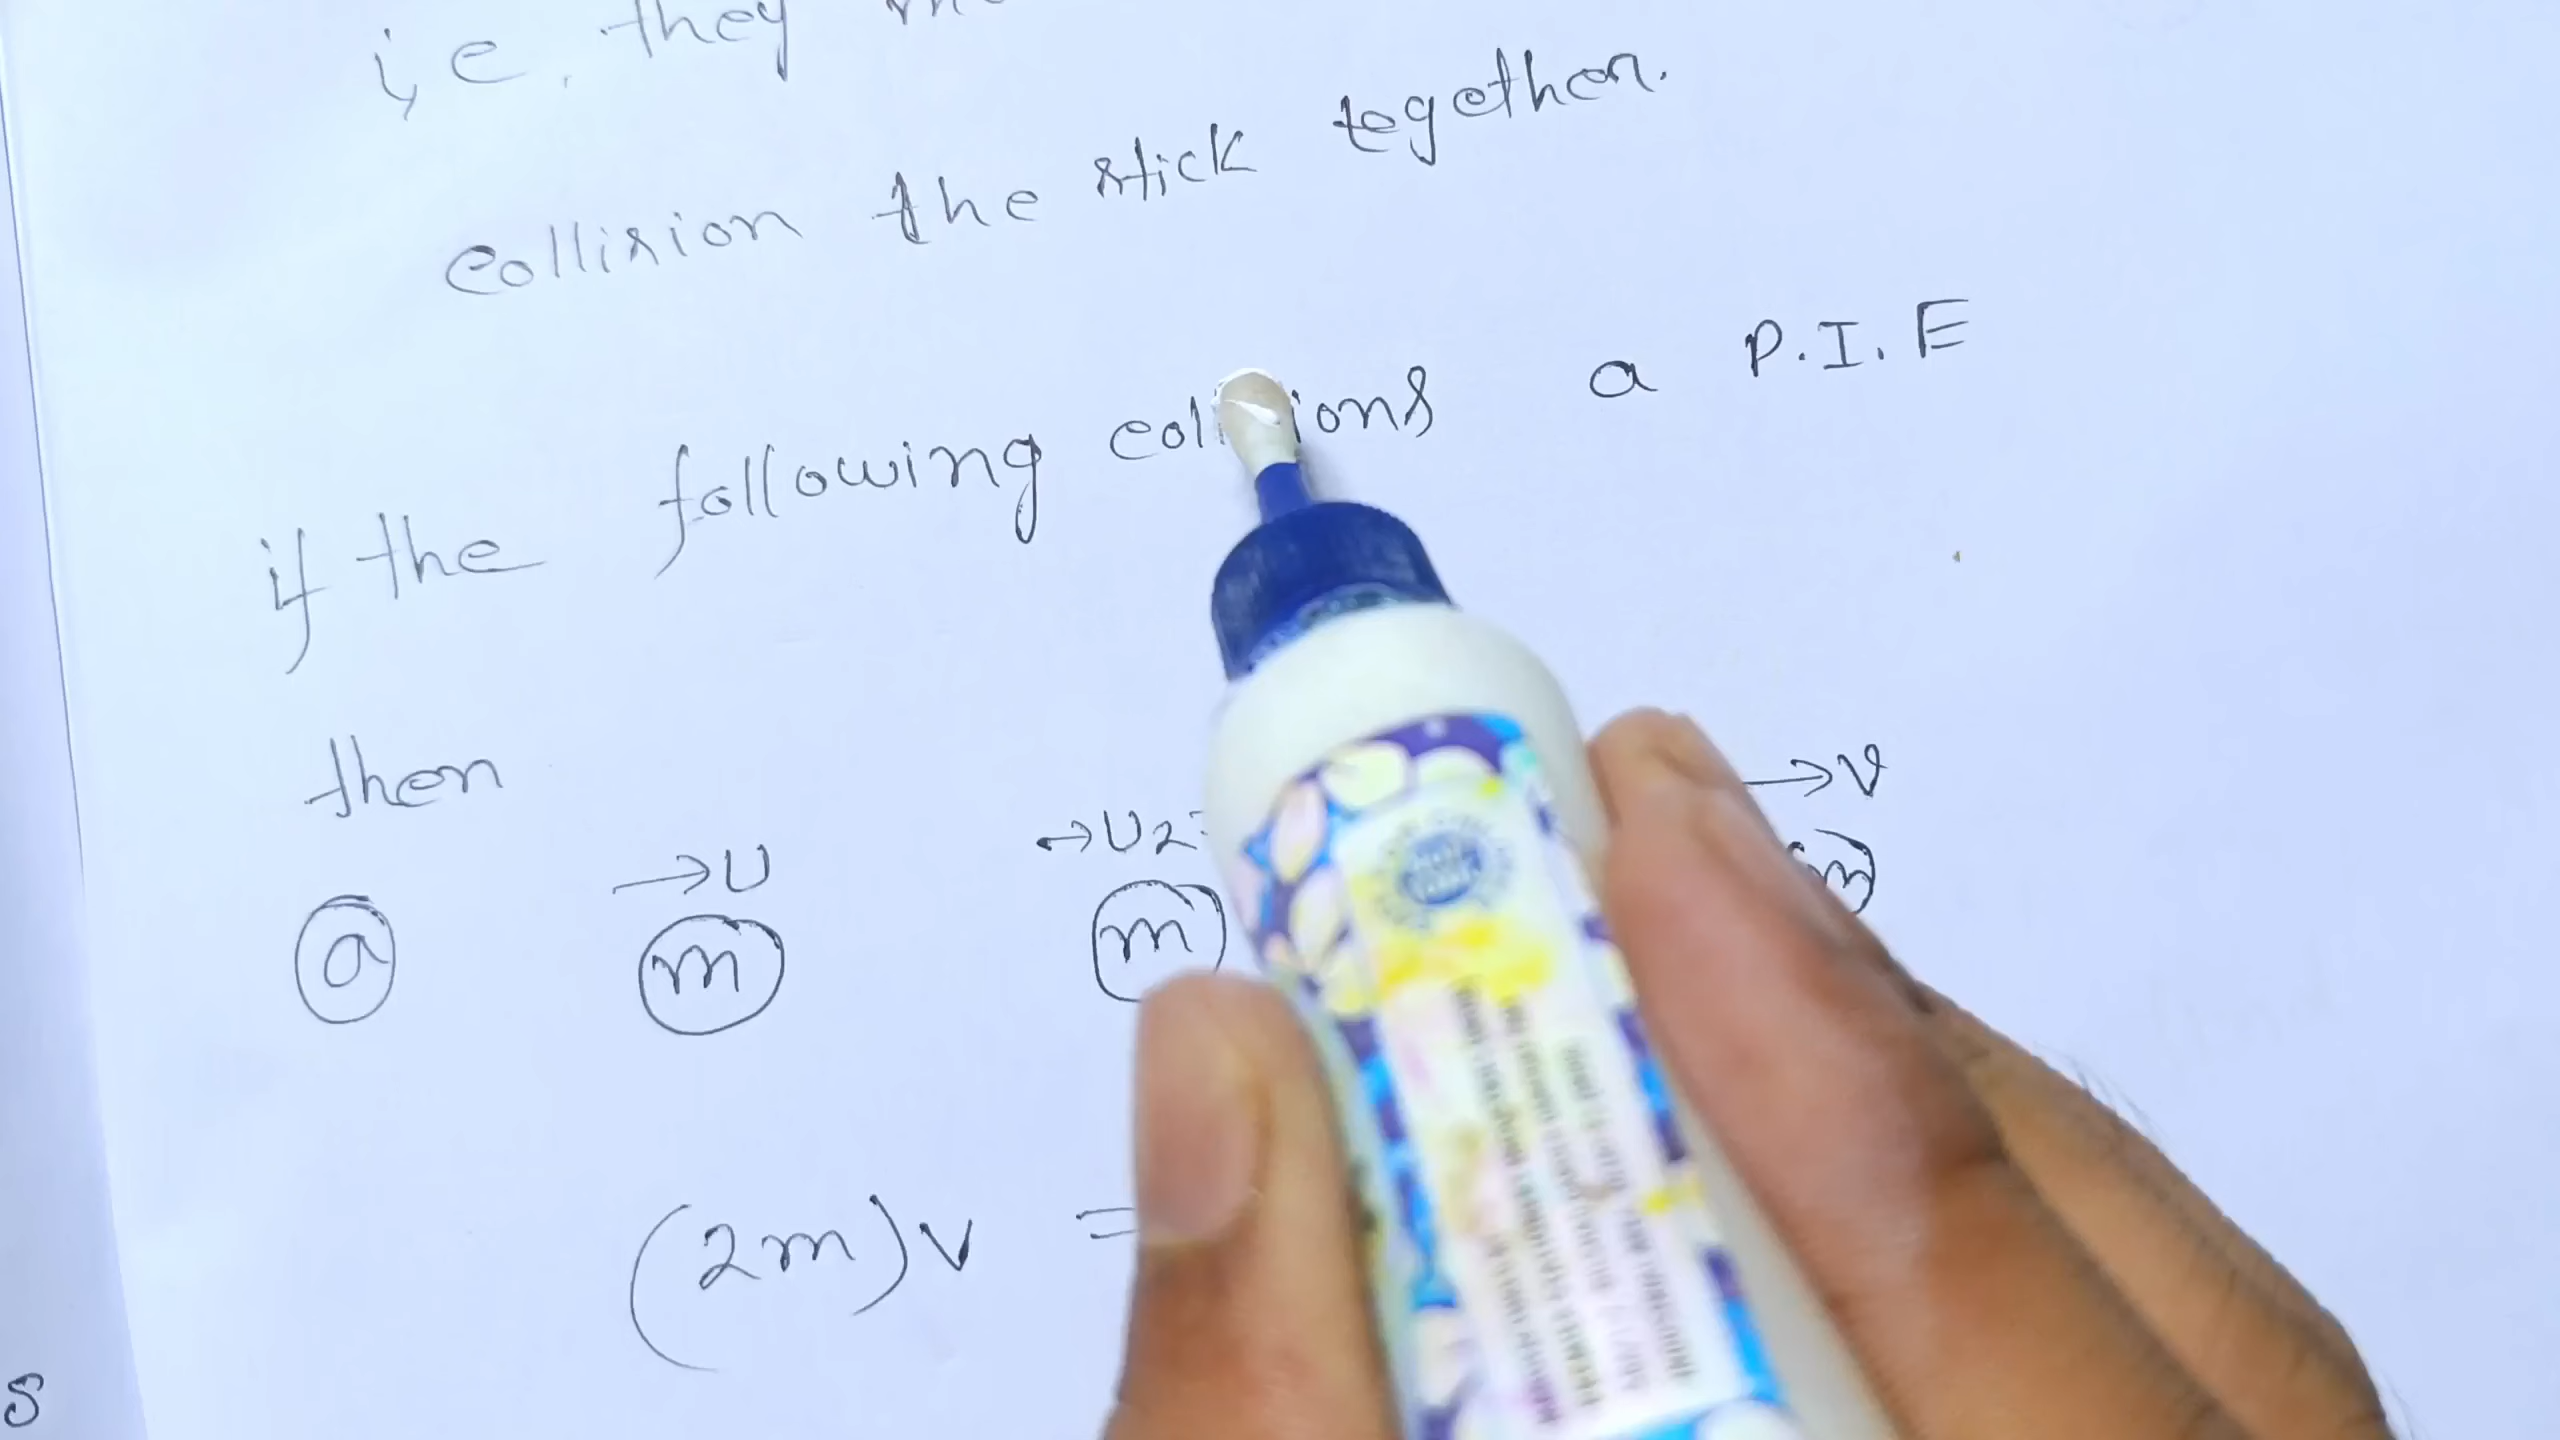 i,e, they
collision the stick together.
if the following collisions a P.I.E
then
→U →U2 →v
a m m m
(2m)v =
S